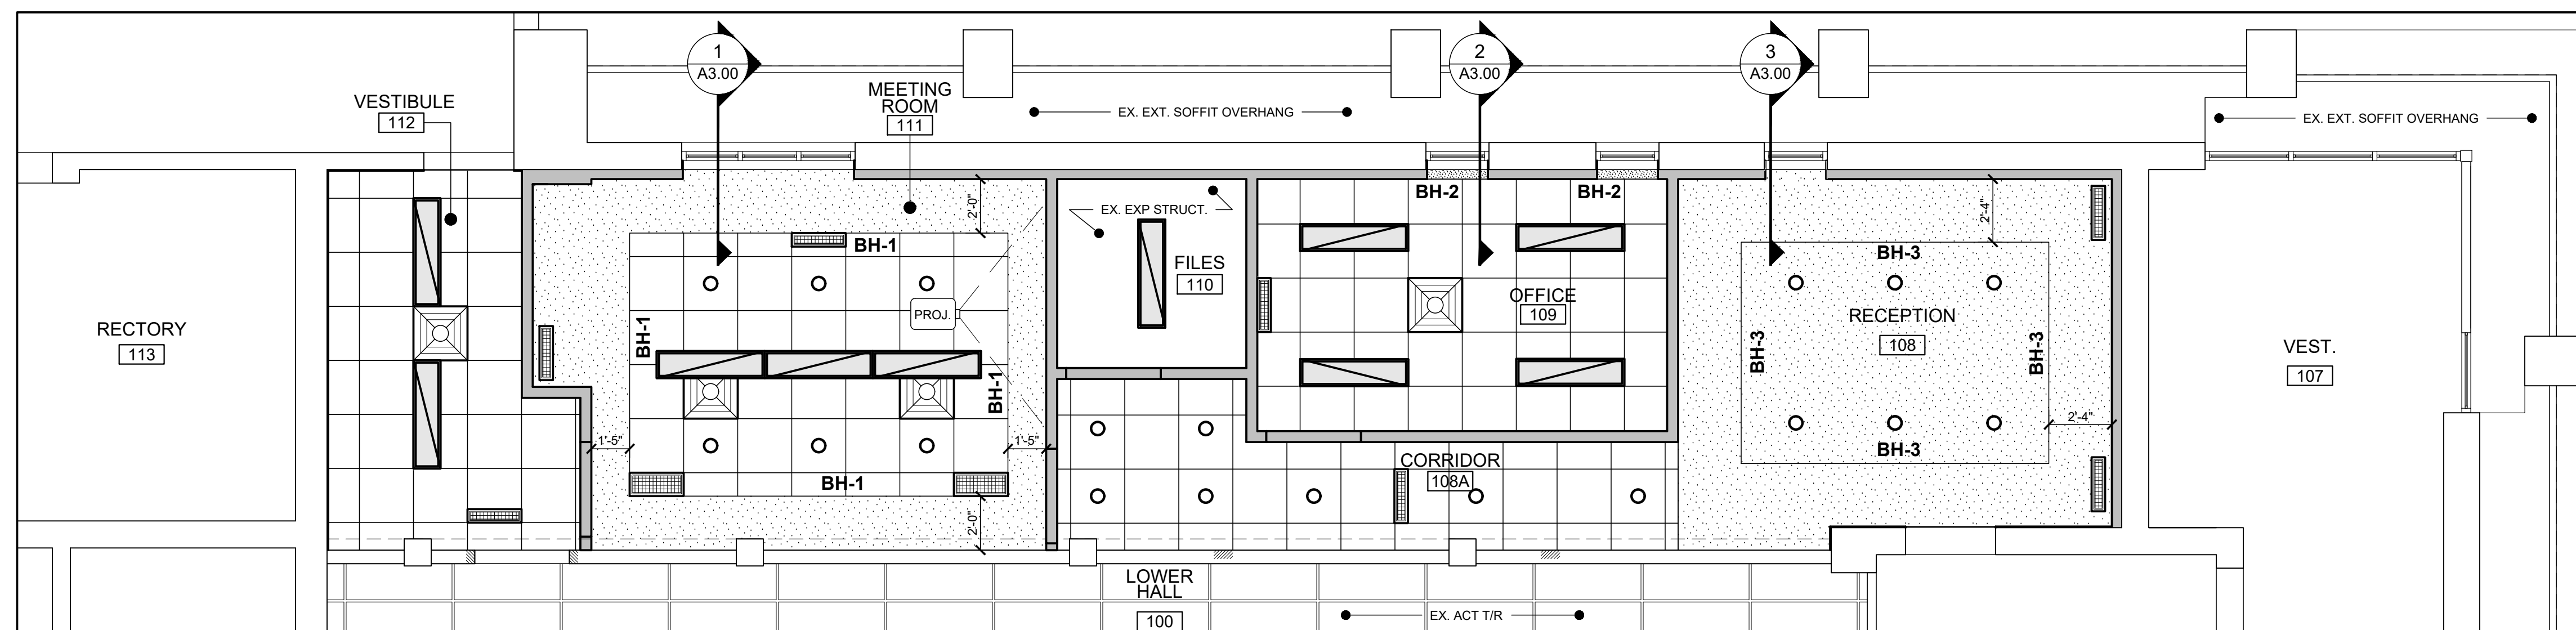 1
A3.00
2
A3.00
3
A3.00
VESTIBULE
112
MEETING
ROOM
111
EX. EXT. SOFFIT OVERHANG
EX. EXT. SOFFIT OVERHANG
BH-2
BH-2
2'-0"
EX. EXP STRUCT.
2'-4"
BH-1
BH-3
FILES
110
OFFICE
109
PROJ.
RECEPTION
108
RECTORY
113
BH-1
BH-3
BH-3
VEST.
107
BH-1
2'-4"
1'-5"
1'-5"
BH-3
CORRIDOR
108A
BH-1
2'-0"
LOWER
HALL
100
EX. ACT T/R